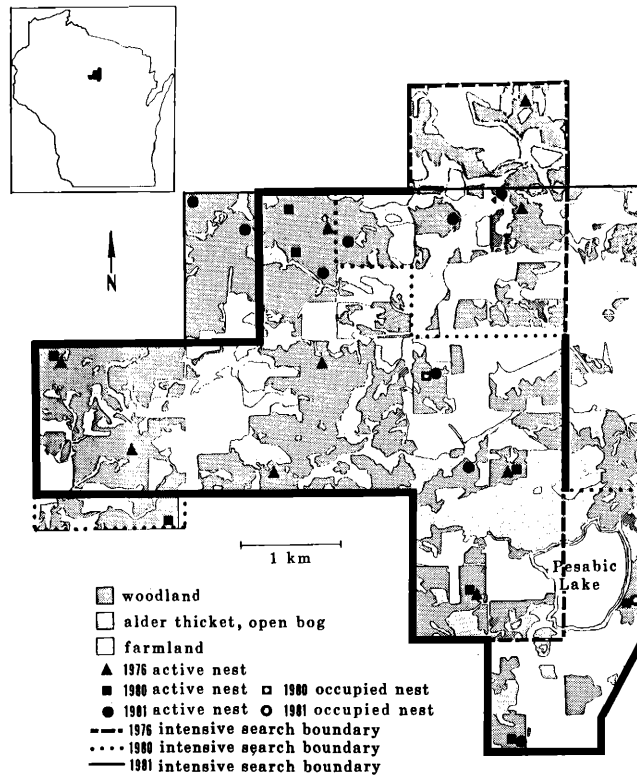 N
1 km
Pesabic
Lake
woodland
alder thicket, open bog
farmland
1976 active nest
1980 active nest
1980 occupied nest
1981 active nest
1981 occupied nest
1976 intensive search boundary
1980 intensive search boundary
1981 intensive search boundary